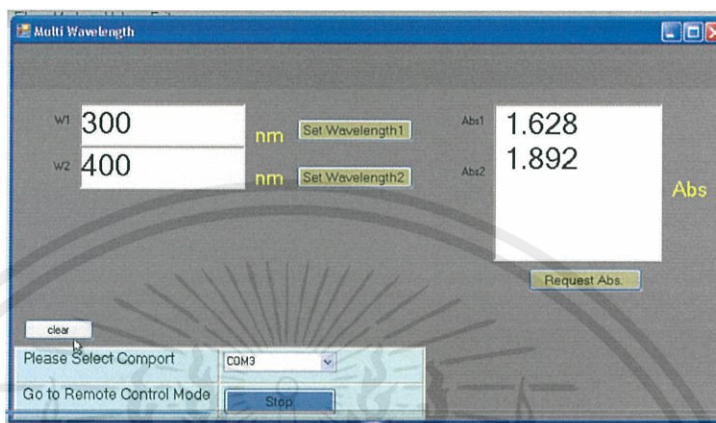 Multi Wavelength
W1 300 nm Set Wavelength1 Abs1 1.628
W2 400 nm Set Wavelength2 Abs2 1.892
Abs
Request Abs.
clear
Please Select Comport COM3
Go to Remote Control Mode Stop